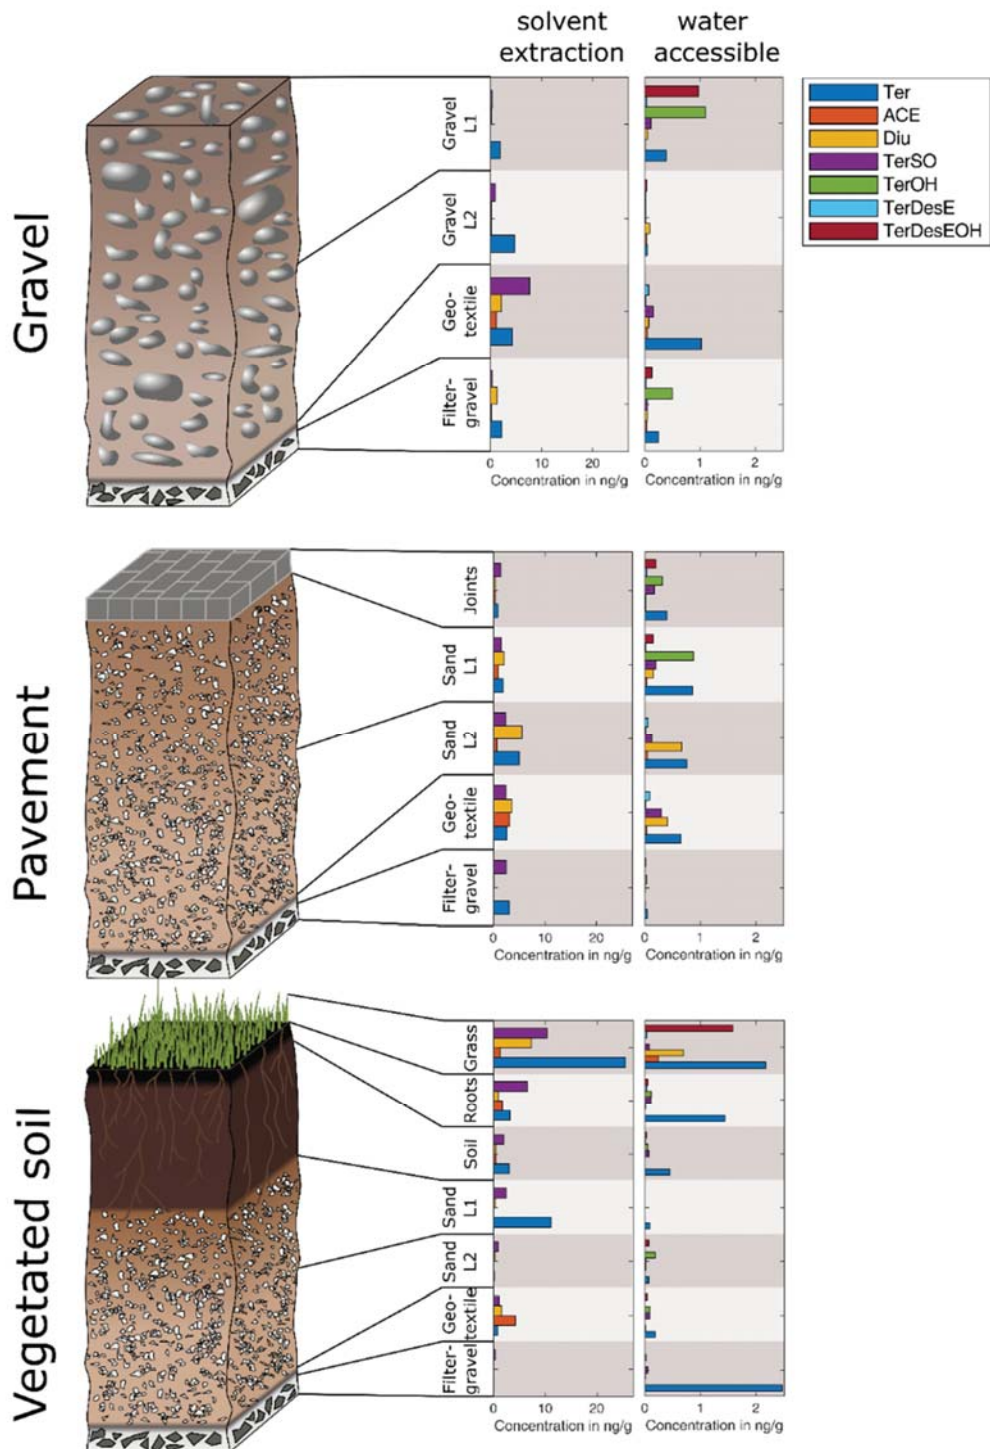 solvent
extraction
water
accessible
Ter
ACE
Diu
TerSO
TerOH
TerDesE
TerDesEOH
Gravel
Gravel
L1
Gravel
L2
Geo-
textile
Filter-
gravel
0 10 20
Concentration in ng/g
0 1 2
Concentration in ng/g
Pavement
Joints
Sand
L1
Sand
L2
Geo-
textile
Filter-
gravel
0 10 20
Concentration in ng/g
0 1 2
Concentration in ng/g
Vegetated soil
Grass
Roots
Soil
Sand
L1
Sand
L2
Geo-
textile
Filter-
gravel
0 10 20
Concentration in ng/g
0 1 2
Concentration in ng/g